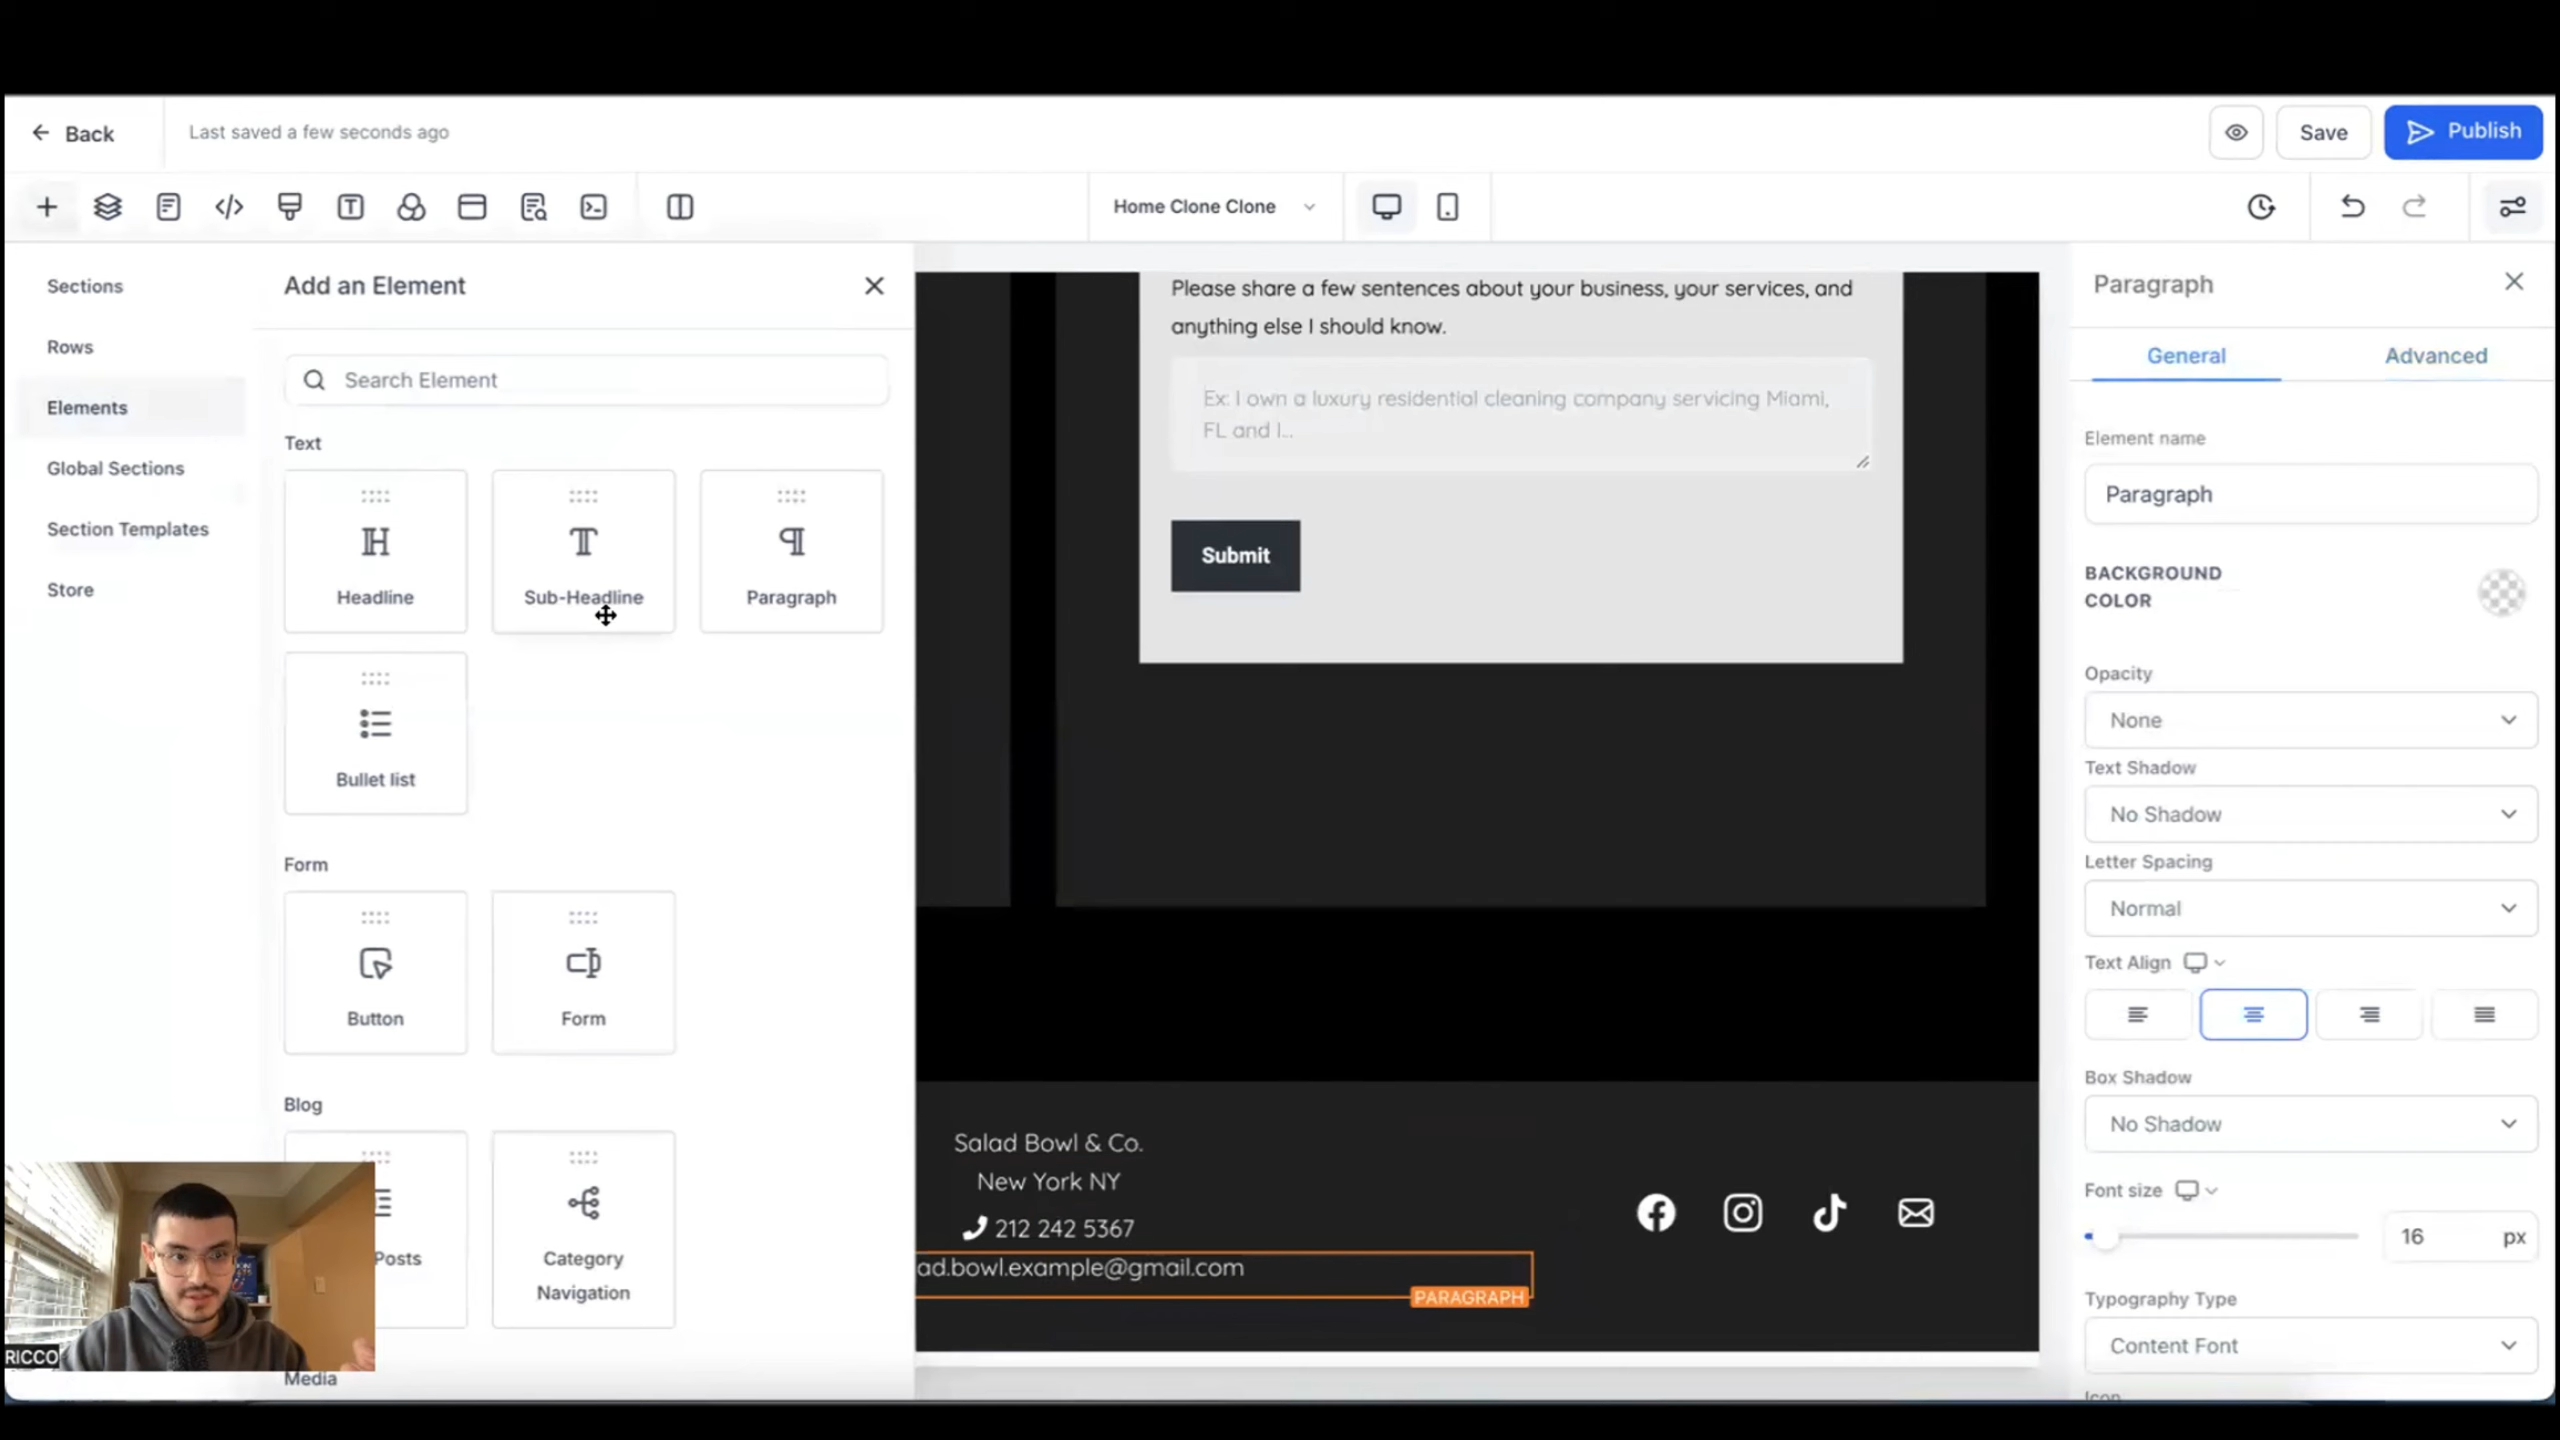 Back
Last saved a few seconds ago
Save
Publish
Home Clone Clone
Sections
Rows
Elements
Global Sections
Section Templates
Store
Add an Element
Search Element
Text
Headline
Sub-Headline
Paragraph
Bullet list
Form
Button
Form
Blog
Posts
Category
Navigation
Media
RICCO
Please share a few sentences about your business, your services, and
anything else I should know.
Ex: I own a luxury residential cleaning company servicing Miami,
FL and I...
Submit
Salad Bowl & Co.
New York NY
212 242 5367
ad.bowl.example@gmail.com
PARAGRAPH
Paragraph
General
Advanced
Element name
Paragraph
BACKGROUND
COLOR
Opacity
None
Text Shadow
No Shadow
Letter Spacing
Normal
Text Align
Box Shadow
No Shadow
Font size
16
px
Typography Type
Content Font
Icon